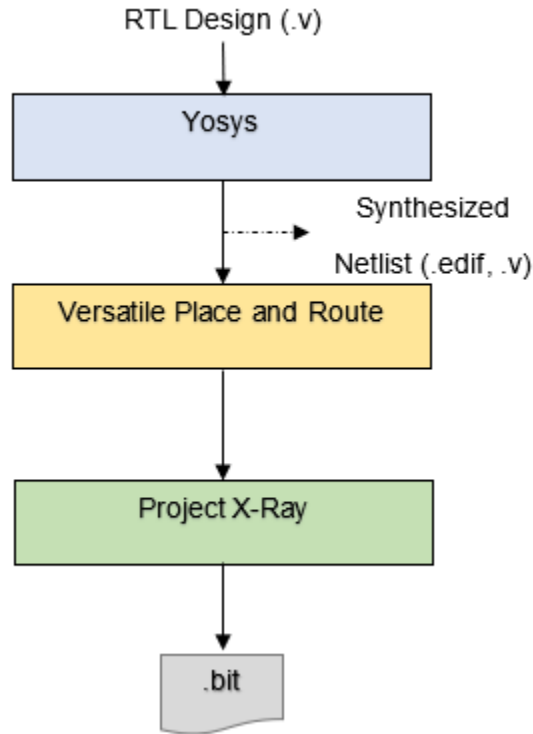 RTL Design (.v)
Yosys
Synthesized
Netlist (.edif, .v)
Versatile Place and Route
Project X-Ray
.bit